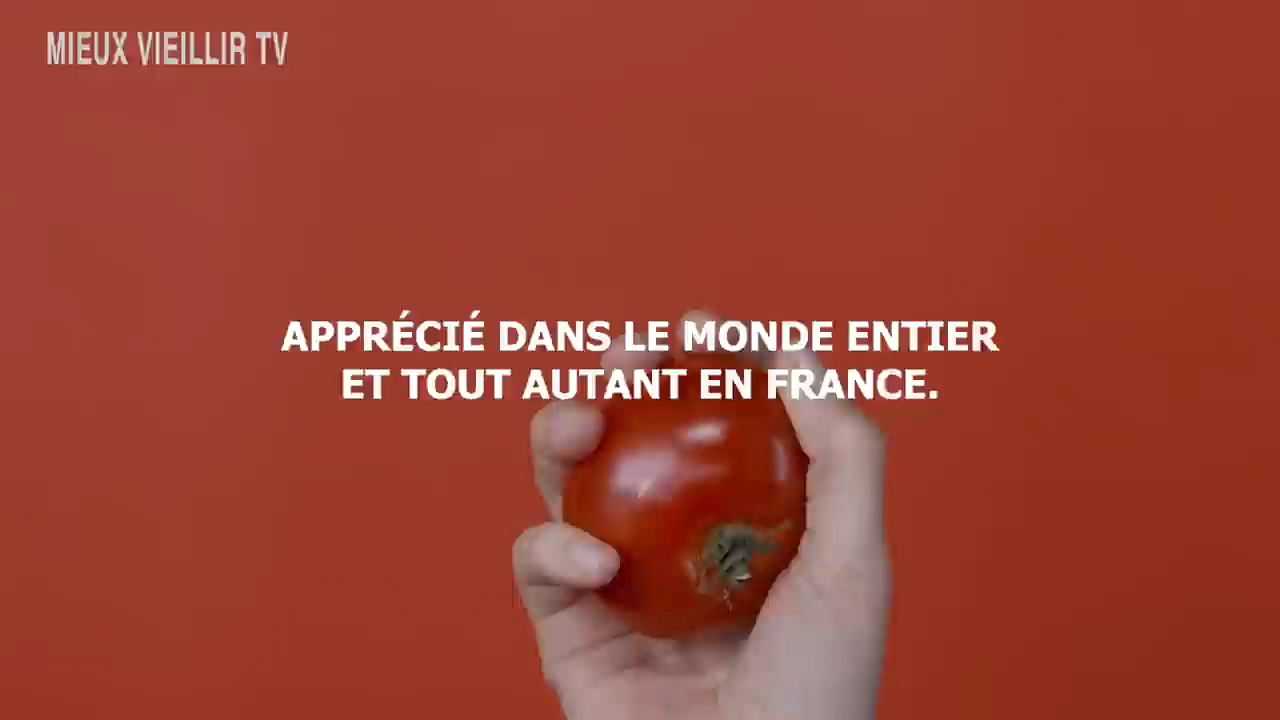 MIEUX VIEILLIR TV
APPRÉCIÉ DANS LE MONDE ENTIER
ET TOUT AUTANT EN FRANCE.